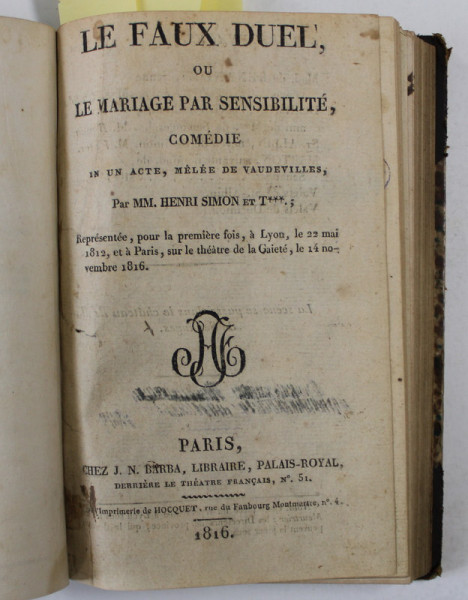 LE FAUX DUEL,
OU
LE MARIAGE PAR SENSIBILITÉ,
COMÉDIE
IN UN ACTE, MÊLÉE DE VAUDEVILLES,
PAR MM. HENRI SIMON ET T***.;
Représentée, pour la première fois, à Lyon, le 22 mai
1812, et à Paris, sur le théâtre de la Gaieté, le 14 no-
vembre 1816.
PARIS,
CHEZ J. N. BARBA, LIBRAIRE, PALAIS-ROYAL,
DERRIÈRE LE THÉATRE FRANÇAIS, N°. 51.
l'Imprimerie de HOCQUET, rue du Faubourg Montmartre, n°. 4.
1816.